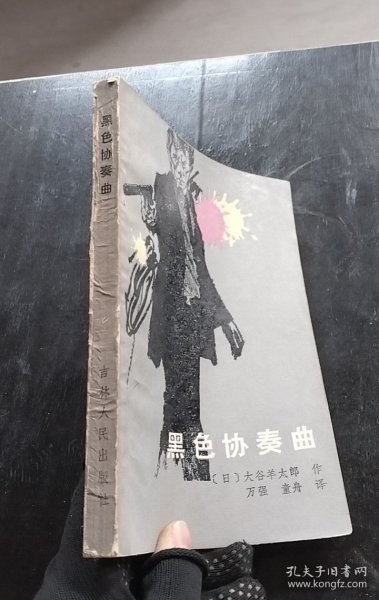 黑色协奏曲
吉林人民出版社
黑色协奏曲
〔日〕大谷羊太郎 作
万强 童舟 译
孔夫子旧书网
www.kongfz.com